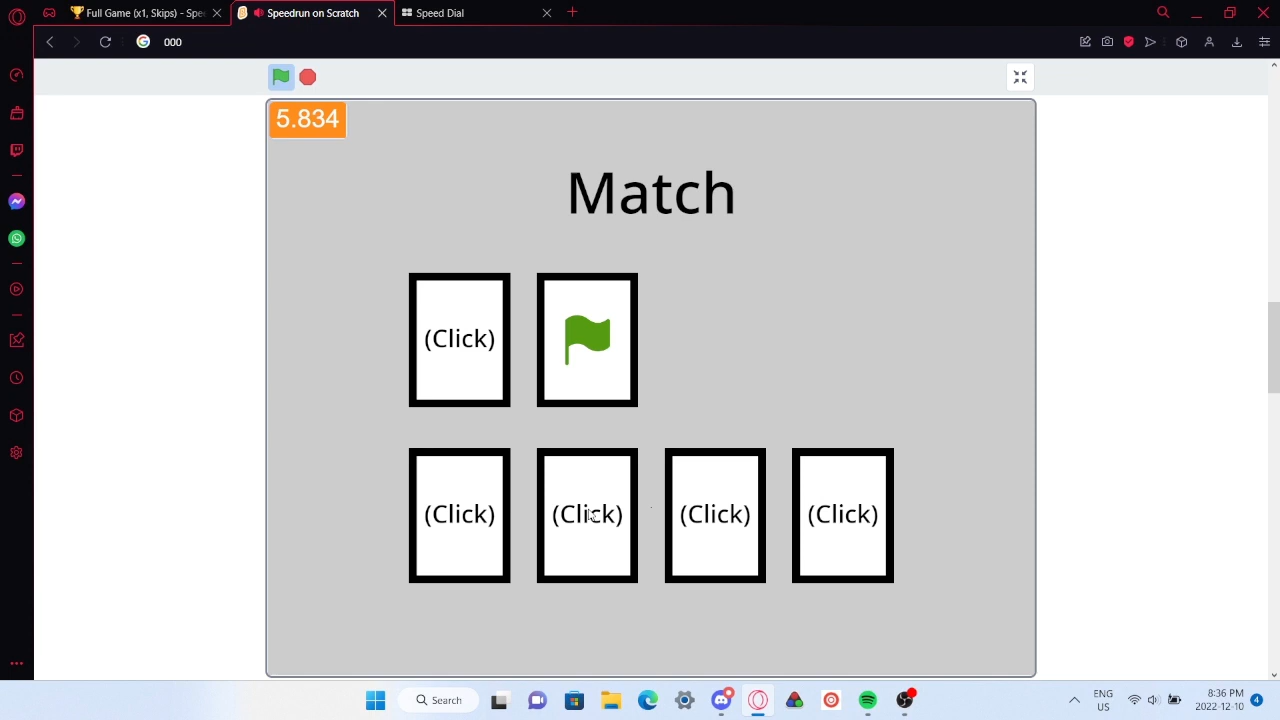 Full Game (x1, Skips) - Spe
Speedrun on Scratch
Speed Dial
000
5.834
Match
(Click)
(Click) (Click) (Click) (Click)
Search
ENG
US
8:36 PM
2022-12-10
4